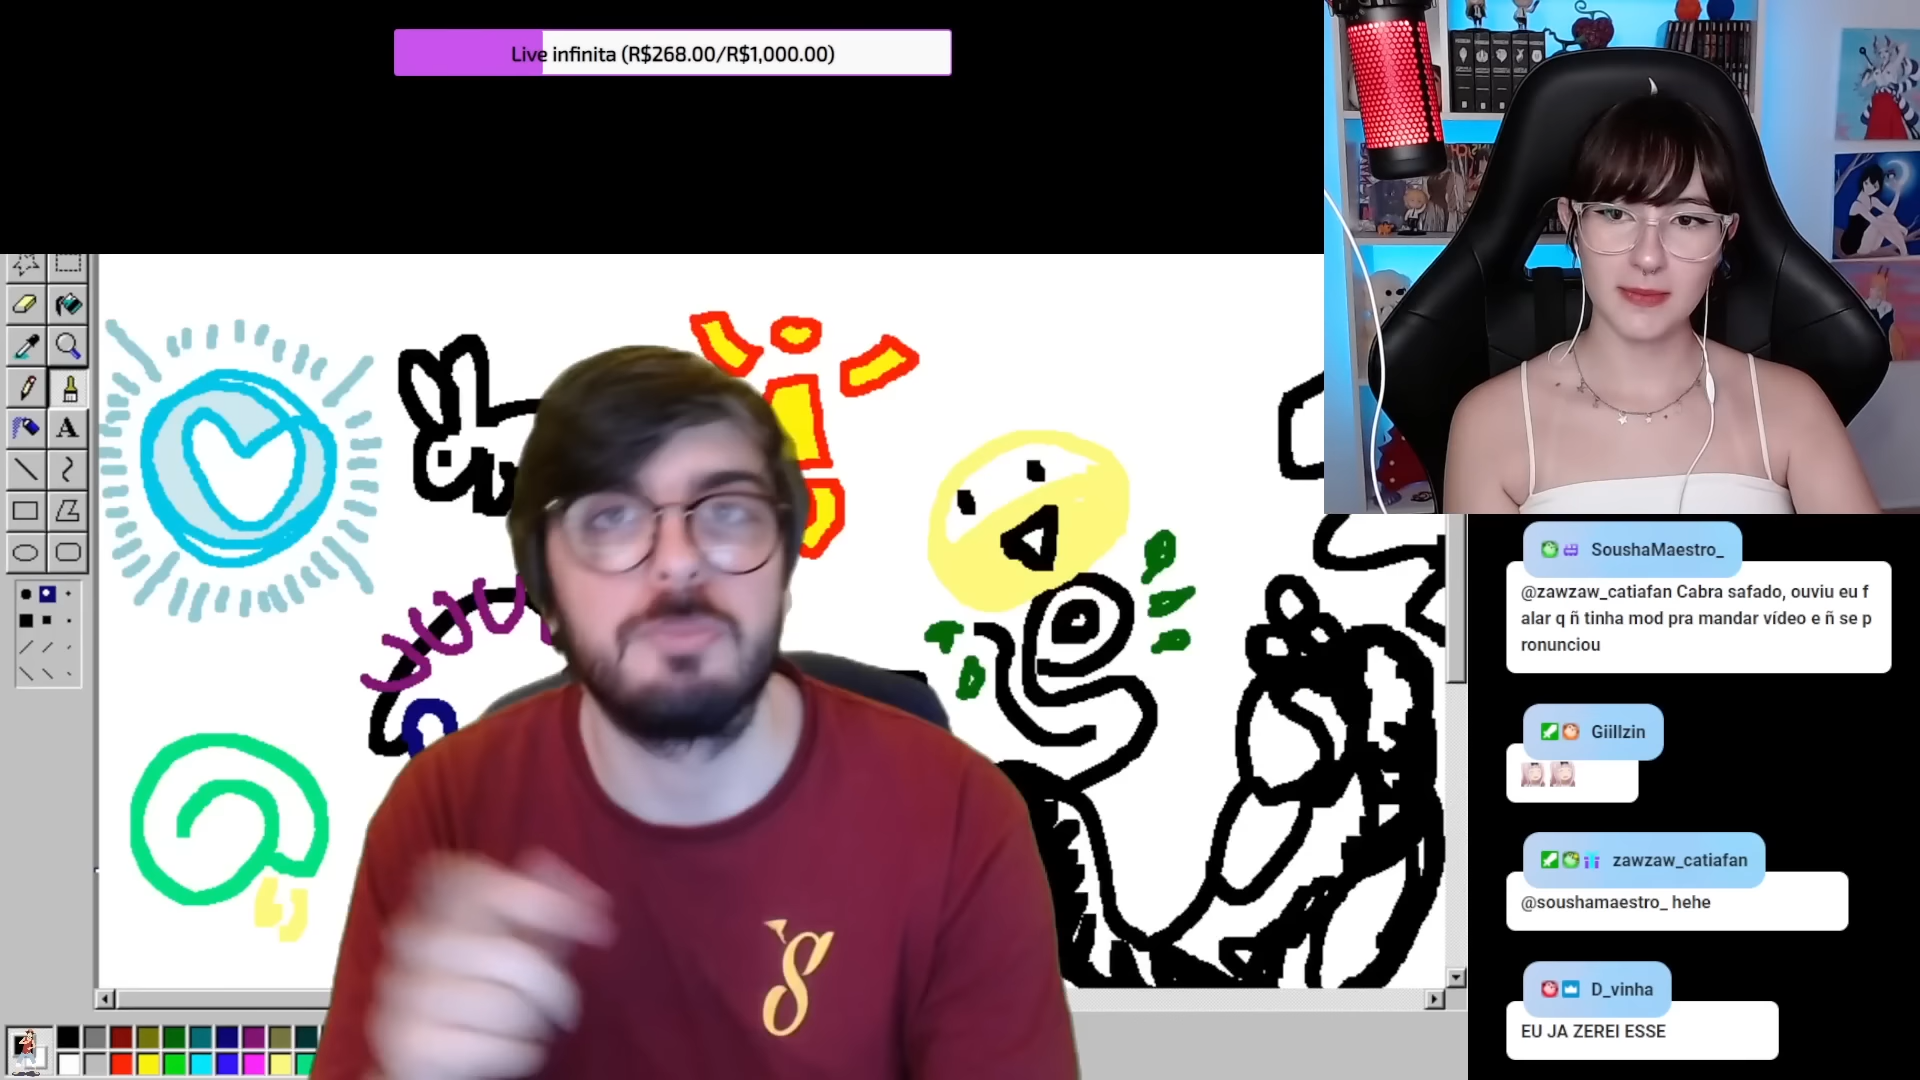 Live infinita (R$268.00/R$1,000.00)
SoushaMaestro_
@zawzaw_catiafan Cabra safado, ouviu eu f
alar q ñ tinha mod pra mandar vídeo e ñ se p
ronunciou
Giillzin
zawzaw_catiafan
@soushamaestro_ hehe
D_vinha
EU JA ZEREI ESSE